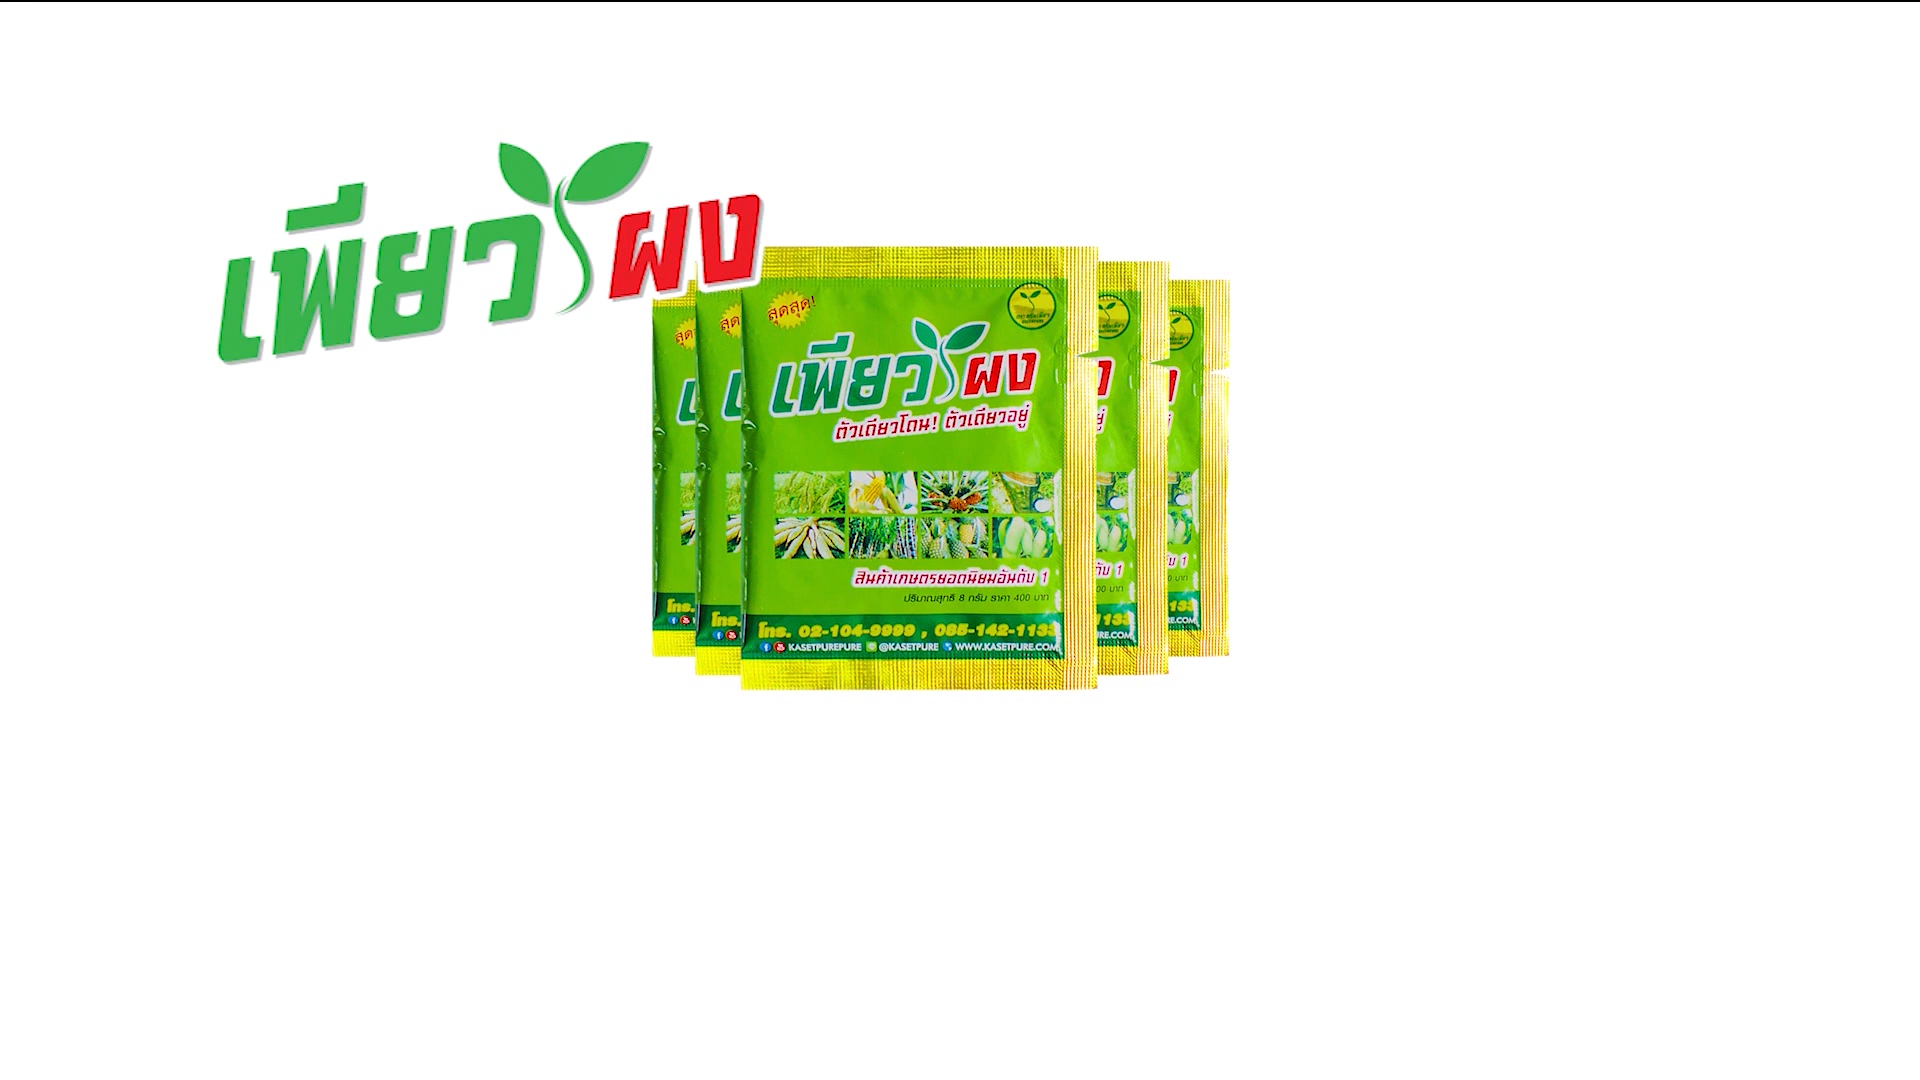 เพียวผง
สุดสุด!
เพียวผง
ตัวเดียวโดน! ตัวเดียวอยู่
สินค้าเกษตรยอดนิยมอันดับ 1
ปริมาณสุทธิ 8 กรัม ราคา 400 บาท
โทร. 02-104-9999 , 085-142-1133
KASETPUREPURE @KASETPURE WWW.KASETPURE.COM